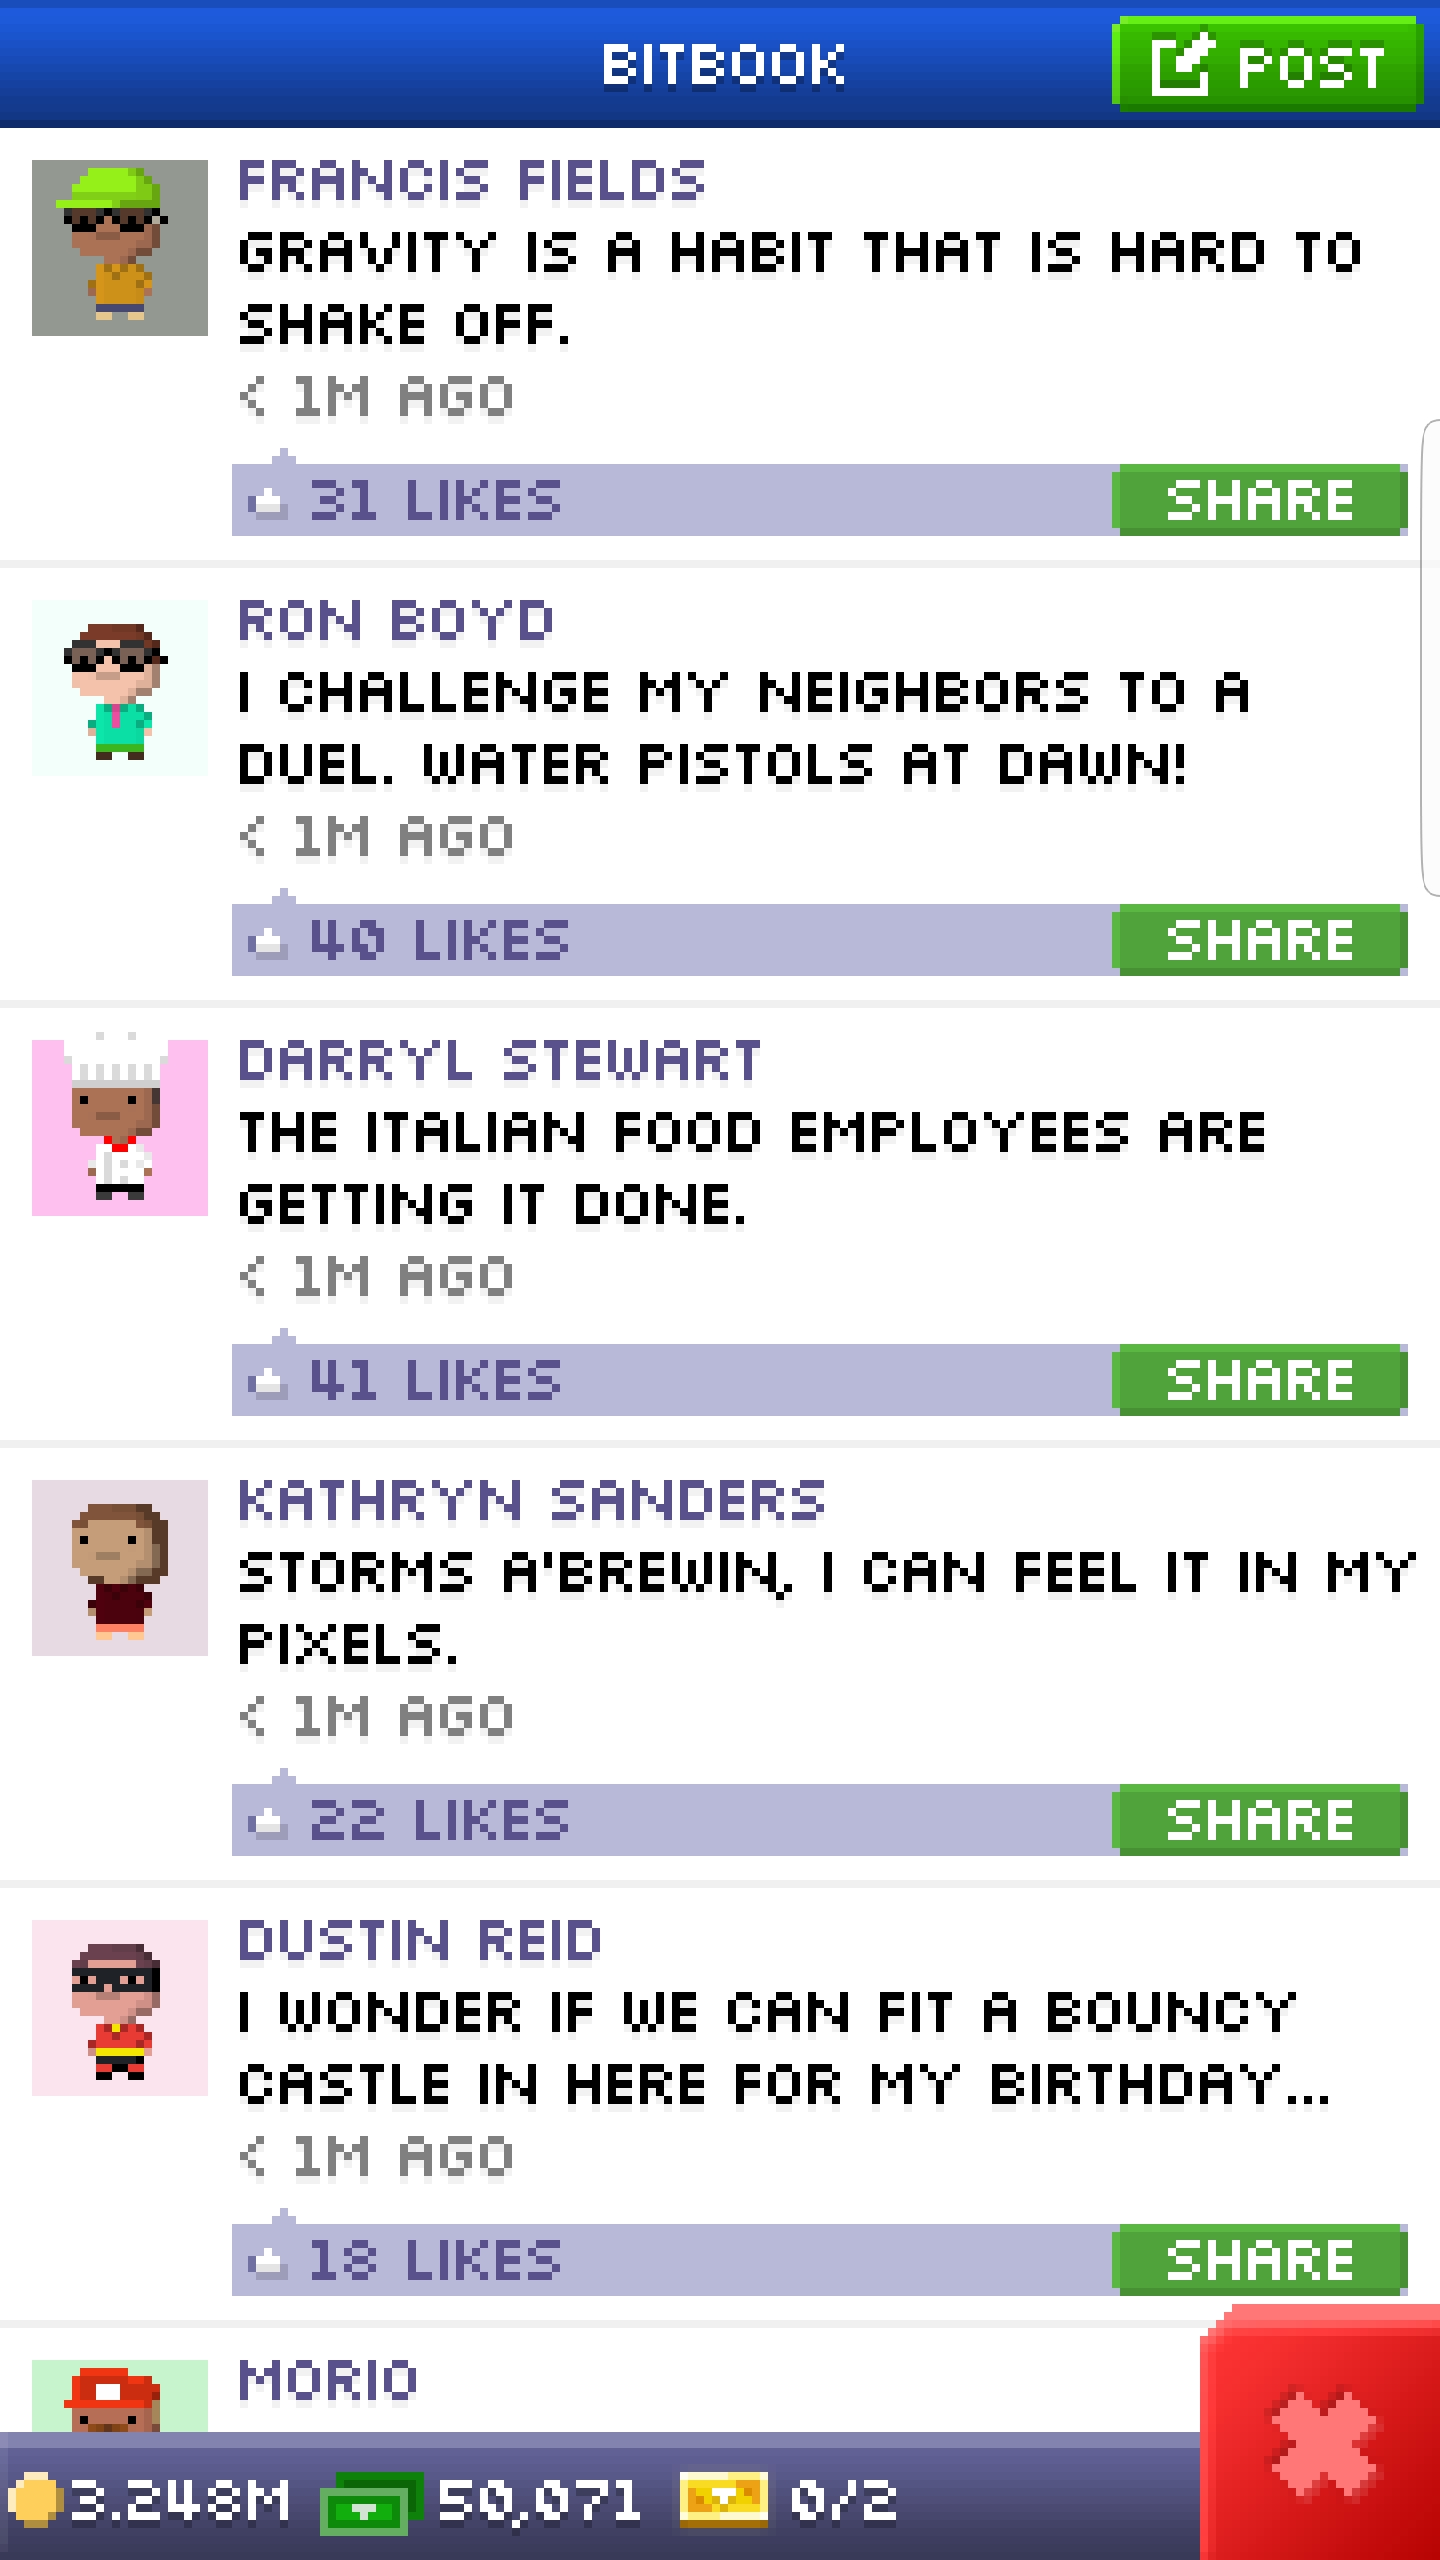 BITBOOK
POST
FRANCIS FIELDS
GRAVITY IS A HABIT THAT IS HARD TO
SHAKE OFF.
< 1M AGO
31 LIKES
SHARE
RON BOYD
I CHALLENGE MY NEIGHBORS TO A
DUEL. WATER PISTOLS AT DAWN!
< 1M AGO
40 LIKES
SHARE
DARRYL STEWART
THE ITALIAN FOOD EMPLOYEES ARE
GETTING IT DONE.
< 1M AGO
41 LIKES
SHARE
KATHRYN SANDERS
STORMS A'BREWIN, I CAN FEEL IT IN MY
PIXELS.
< 1M AGO
22 LIKES
SHARE
DUSTIN REID
I WONDER IF WE CAN FIT A BOUNCY
CASTLE IN HERE FOR MY BIRTHDAY...
< 1M AGO
18 LIKES
SHARE
MORIO
3.248M 50,071 0/2